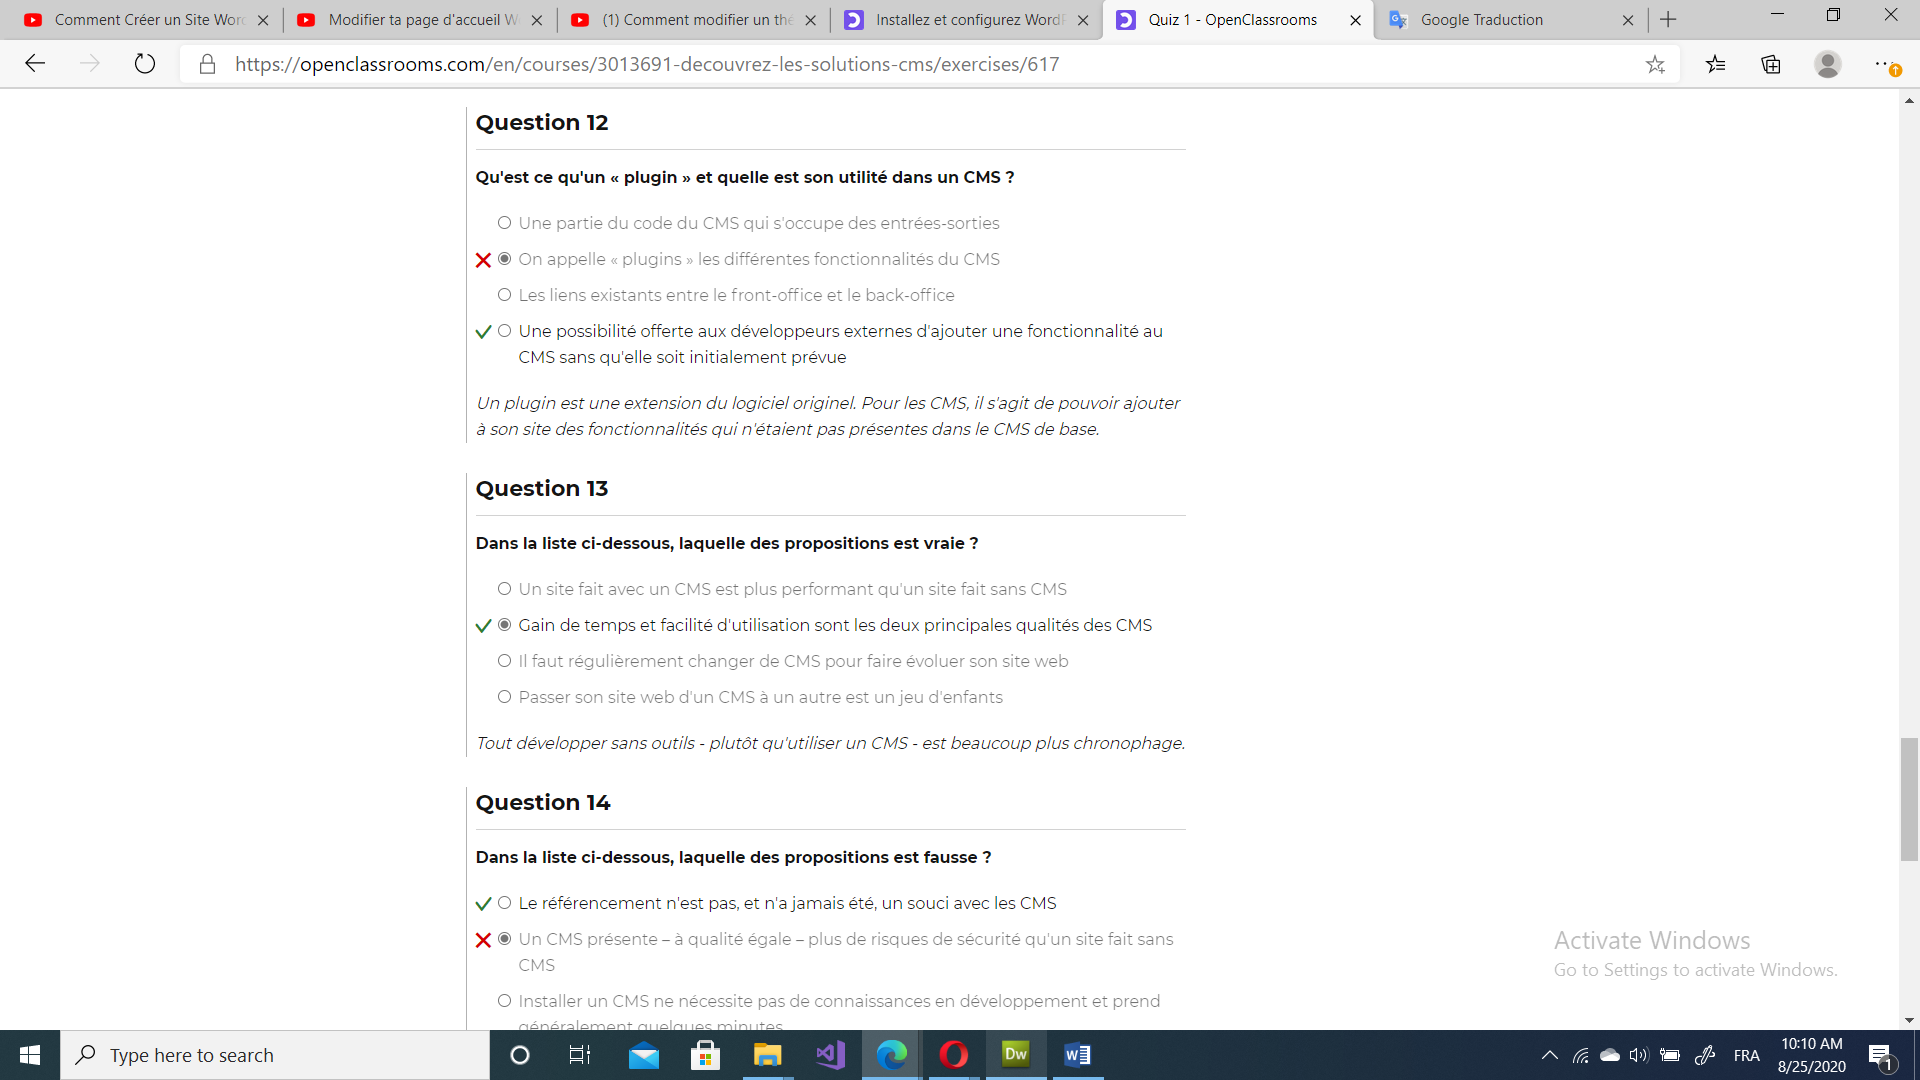 Comment Créer un Site Wor
Modifier ta page d'accueil W
(1) Comment modifier un thé
Installez et configurez WordP
Quiz 1 - OpenClassrooms
Google Traduction
https://openclassrooms.com/en/courses/3013691-decouvrez-les-solutions-cms/exercises/617
Question 12
Qu'est ce qu'un « plugin » et quelle est son utilité dans un CMS ?
Une partie du code du CMS qui s'occupe des entrées-sorties
On appelle « plugins » les différentes fonctionnalités du CMS
Les liens existants entre le front-office et le back-office
Une possibilité offerte aux développeurs externes d'ajouter une fonctionnalité au
CMS sans qu'elle soit initialement prévue
Un plugin est une extension du logiciel originel. Pour les CMS, il s'agit de pouvoir ajouter
à son site des fonctionnalités qui n'étaient pas présentes dans le CMS de base.
Question 13
Dans la liste ci-dessous, laquelle des propositions est vraie ?
Un site fait avec un CMS est plus performant qu'un site fait sans CMS
Gain de temps et facilité d'utilisation sont les deux principales qualités des CMS
Il faut régulièrement changer de CMS pour faire évoluer son site web
Passer son site web d'un CMS à un autre est un jeu d'enfants
Tout développer sans outils - plutôt qu'utiliser un CMS - est beaucoup plus chronophage.
Question 14
Dans la liste ci-dessous, laquelle des propositions est fausse ?
Le référencement n'est pas, et n'a jamais été, un souci avec les CMS
Un CMS présente – à qualité égale – plus de risques de sécurité qu'un site fait sans
CMS
Installer un CMS ne nécessite pas de connaissances en développement et prend
généralement quelques minutes
Activate Windows
Go to Settings to activate Windows.
Type here to search
Dw
FRA
10:10 AM
8/25/2020
1